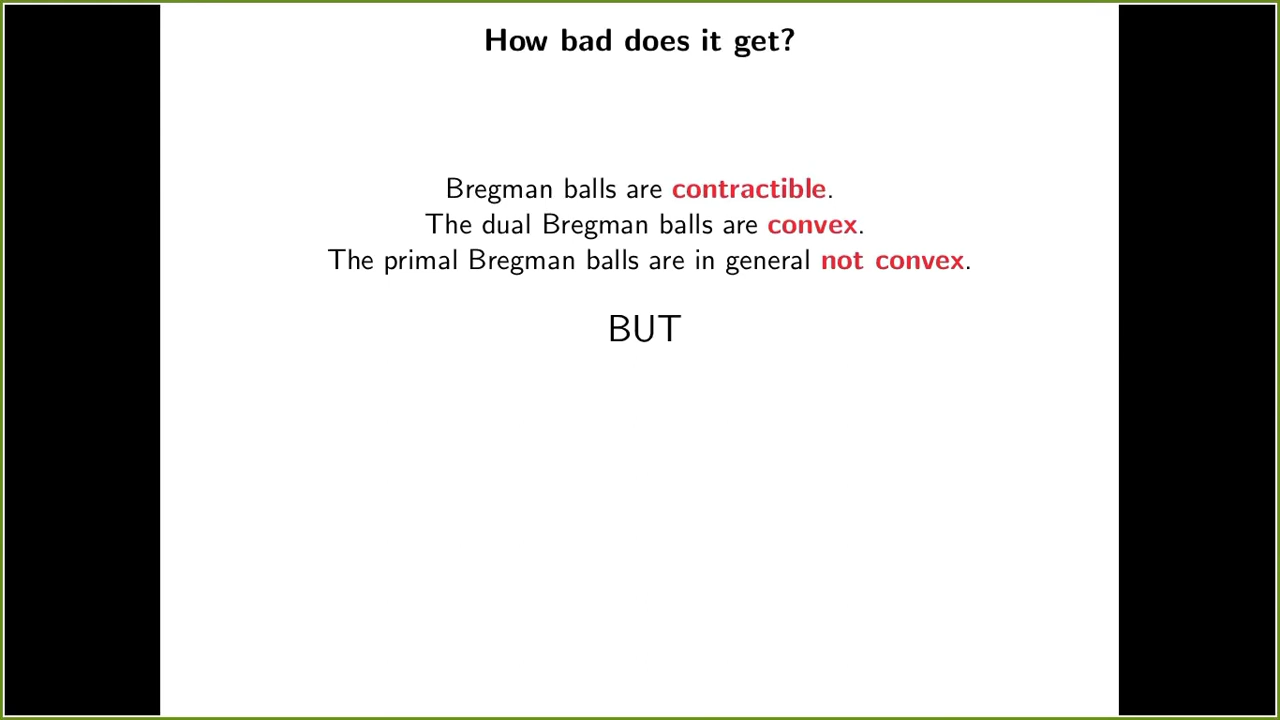 How bad does it get?
Bregman balls are contractible.
The dual Bregman balls are convex.
The primal Bregman balls are in general not convex.
BUT